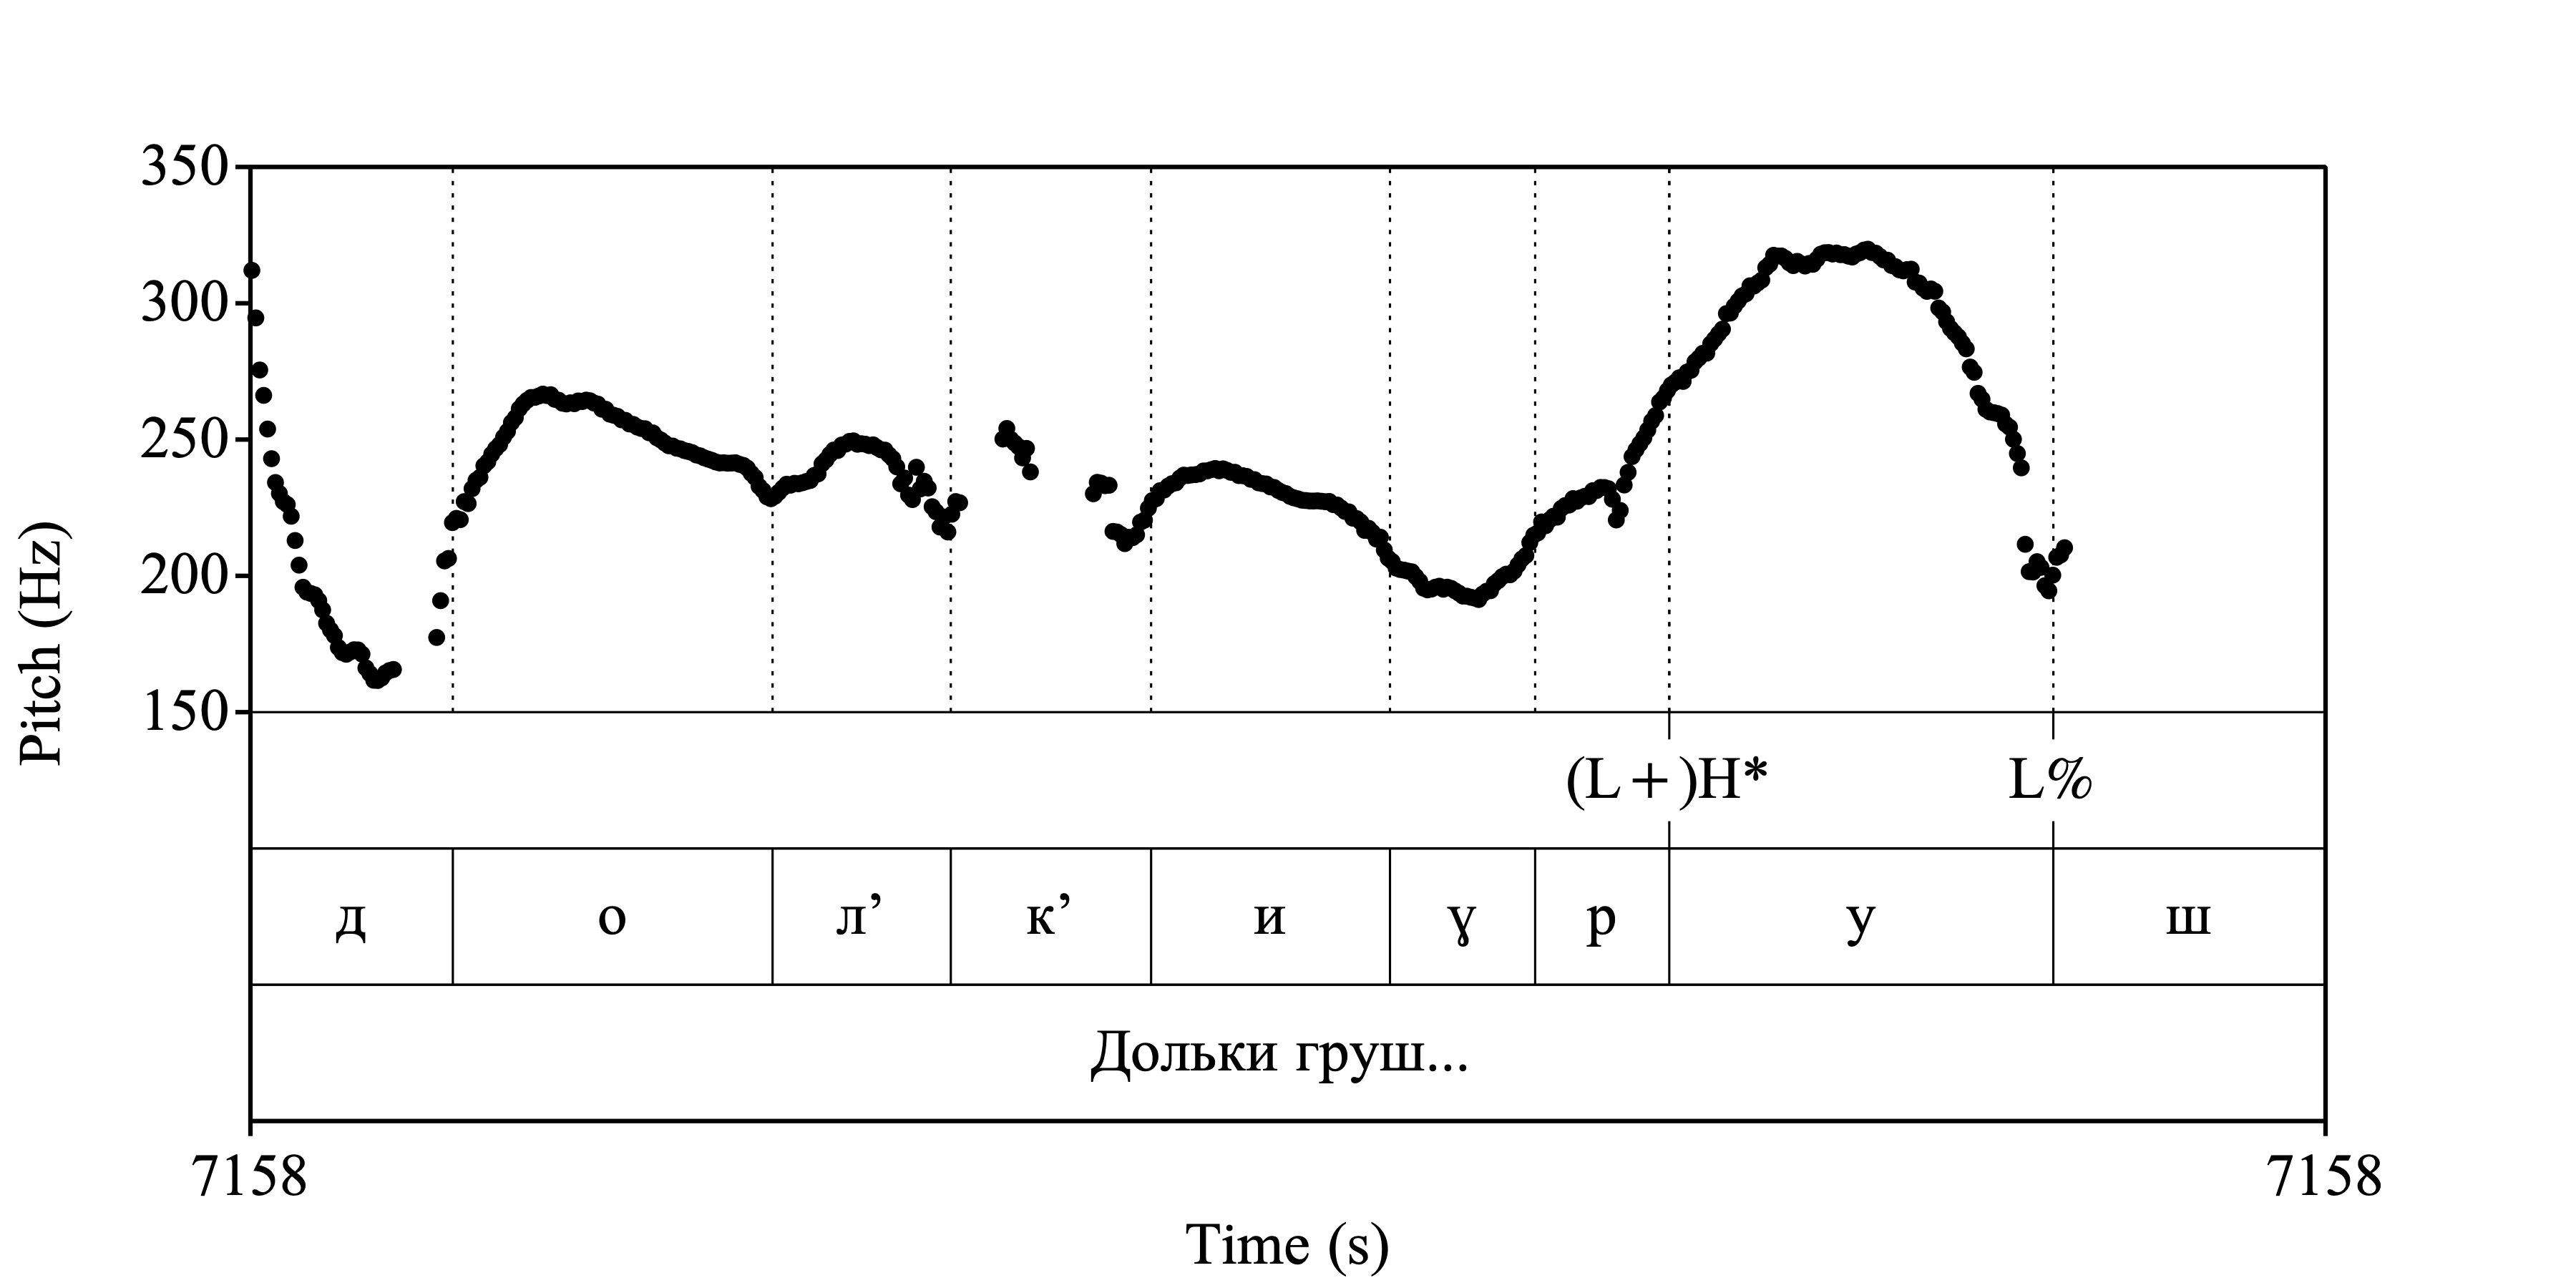 350
300
250
200
150
Pitch (Hz)
(L+)H* L%
д о л’ к’ и ɣ р у ш
Дольки груш...
7158 7158
Time (s)